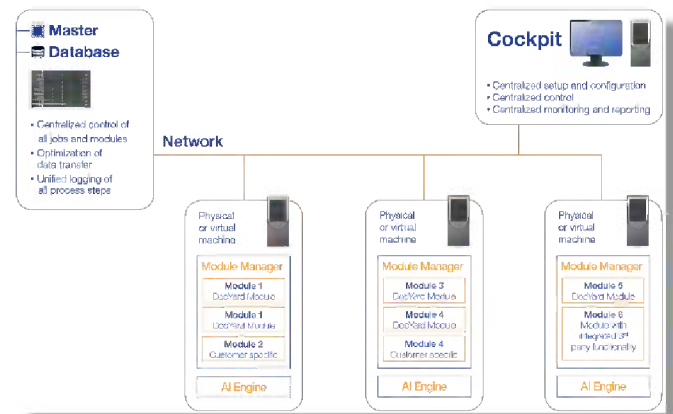 Master
Database
• Centralized control of
all jobs and modules
• Optimization of
data transfer
• Unified logging of
all process steps
Cockpit
• Centralized setup and configuration
• Centralized control
• Centralized monitoring and reporting
Network
Physical
or virtual
machine
Module Manager
Module 1
DocYard Module
Module 1
DocYard Module
Module 2
Customer specific
AI Engine
Physical
or virtual
machine
Module Manager
Module 3
DocYard Module
Module 4
DocYard Module
Module 4
Customer specific
AI Engine
Physical
or virtual
machine
Module Manager
Module 5
DocYard Module
Module 6
Module with
integrated 3rd
party functionality
AI Engine